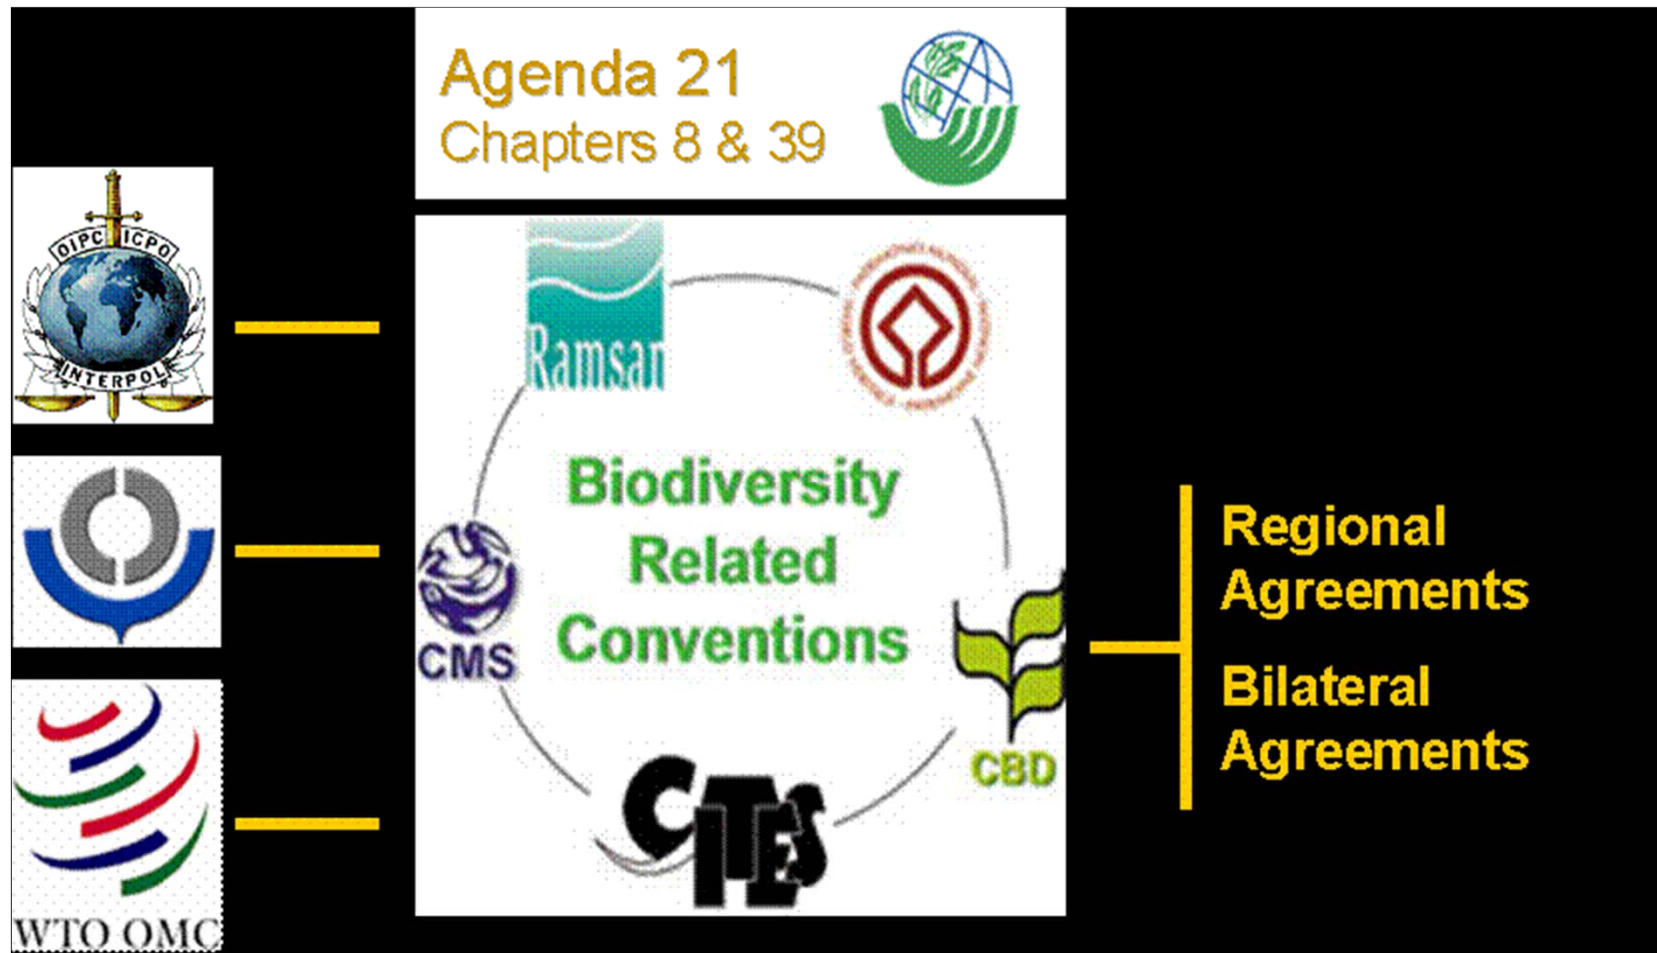 Agenda 21
Chapters 8 & 39
OIPC ICPO
INTERPOL
Ramsar
Biodiversity
Related
Conventions
CMS
CBD
CITES
WTO OMC
Regional
Agreements
Bilateral
Agreements